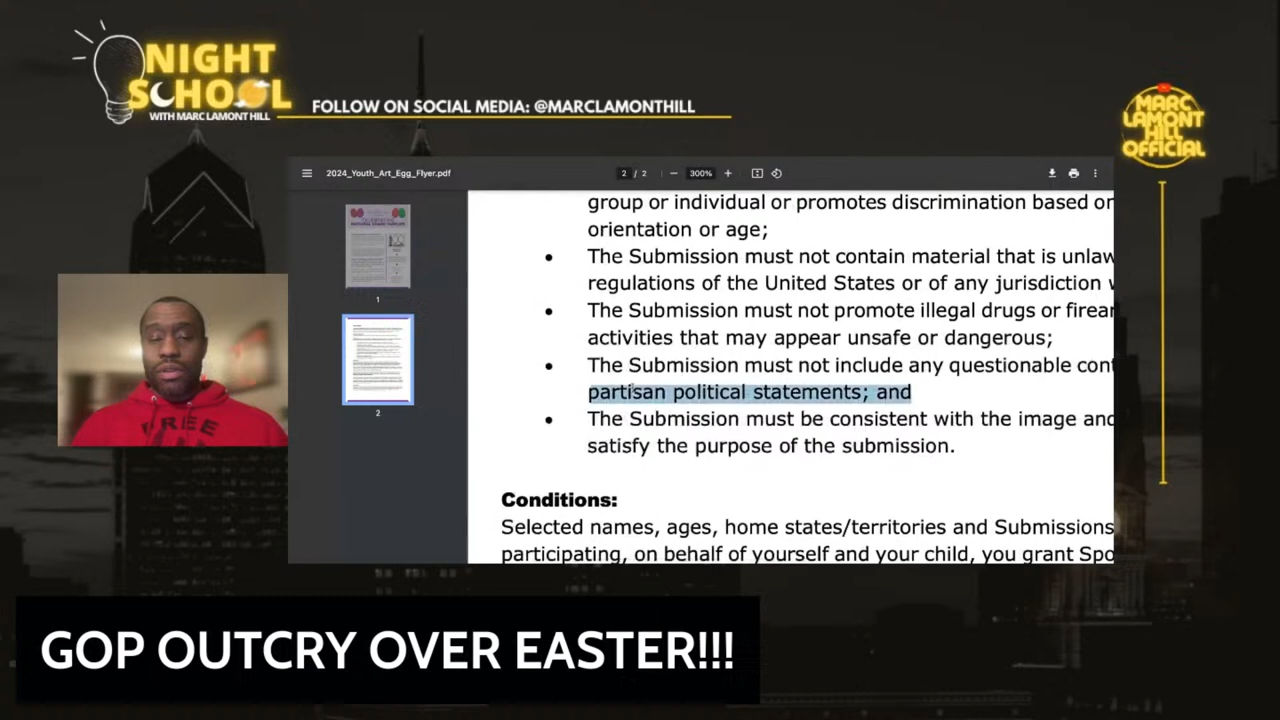 NIGHT
SCHOOL
WITH MARC LAMONT HILL
FOLLOW ON SOCIAL MEDIA: @MARCLAMONTHILL
MARC
LAMONT
HILL
OFFICIAL
2024_Youth_Art_Egg_Flyer.pdf
2 / 2
300%
group or individual or promotes discrimination based or
orientation or age;
• The Submission must not contain material that is unlaw
regulations of the United States or of any jurisdiction
• The Submission must not promote illegal drugs or firear
activities that may appear unsafe or dangerous;
• The Submission must not include any questionable cont
partisan political statements; and
• The Submission must be consistent with the image and
satisfy the purpose of the submission.
1
2
Conditions:
Selected names, ages, home states/territories and Submissions
participating, on behalf of yourself and your child, you grant Spo
FREE
GOP OUTCRY OVER EASTER!!!